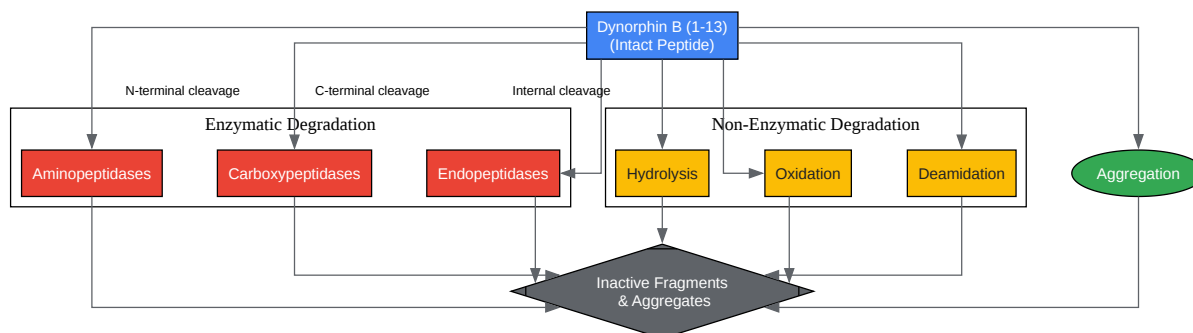 Dynorphin B (1-13)
(Intact Peptide)
N-terminal cleavage
C-terminal cleavage
Internal cleavage
Enzymatic Degradation
Non-Enzymatic Degradation
Aminopeptidases
Carboxypeptidases
Endopeptidases
Hydrolysis
Oxidation
Deamidation
Aggregation
Inactive Fragments
& Aggregates